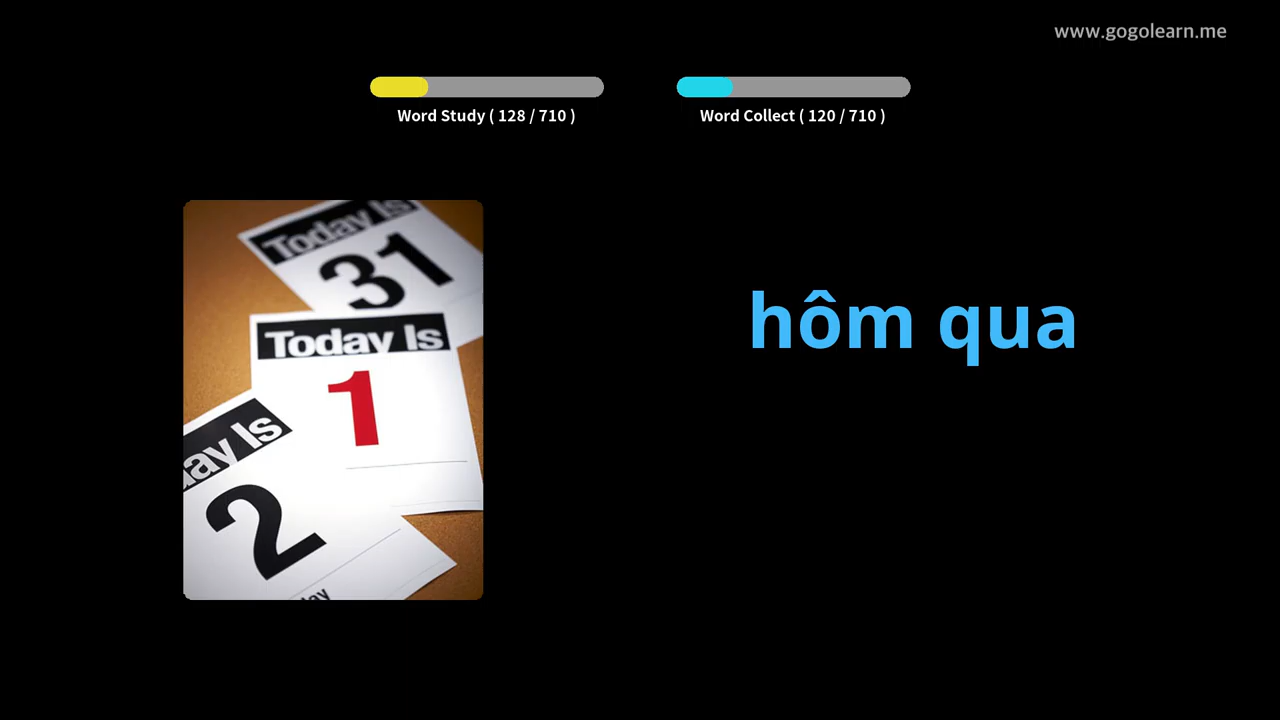 www.gogolearn.me
Word Study ( 128 / 710 )
Word Collect ( 120 / 710 )
Today Is
31
Today Is
1
ay Is
2
ay
hôm qua